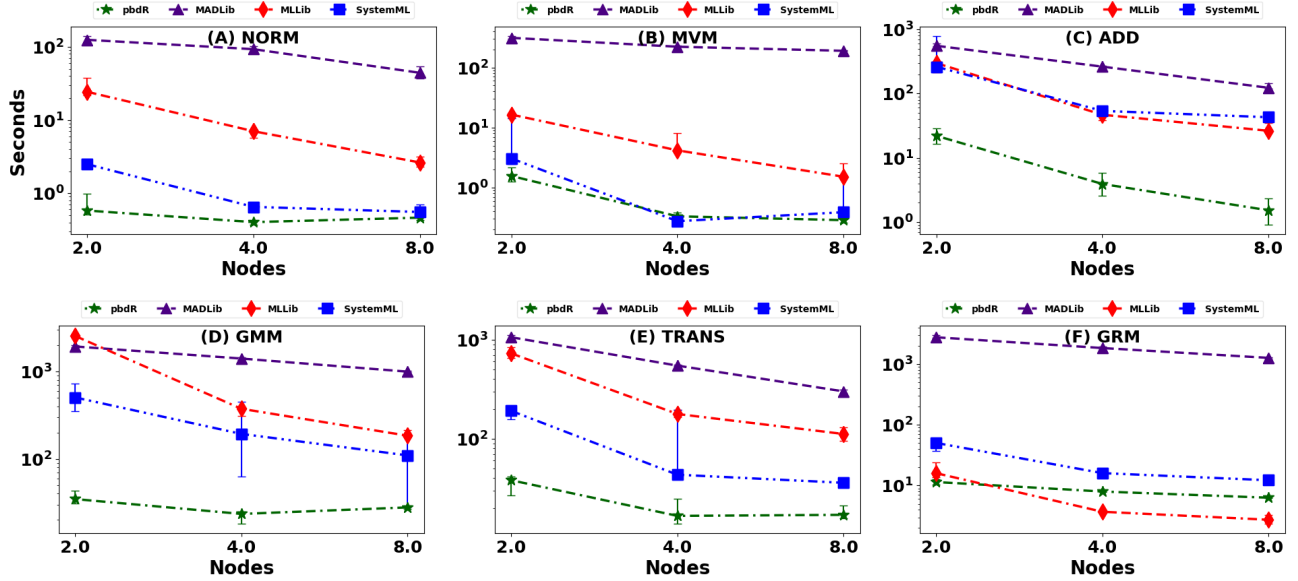 pbdR MADLib MLLib SystemML
(A) NORM
Seconds
10²
10¹
10⁰
2.0 4.0 8.0
Nodes
pbdR MADLib MLLib SystemML
(B) MVM
10²
10¹
10⁰
2.0 4.0 8.0
Nodes
pbdR MADLib MLLib SystemML
(C) ADD
10³
10²
10¹
10⁰
2.0 4.0 8.0
Nodes
pbdR MADLib MLLib SystemML
(D) GMM
10³
10²
2.0 4.0 8.0
Nodes
pbdR MADLib MLLib SystemML
(E) TRANS
10³
10²
2.0 4.0 8.0
Nodes
pbdR MADLib MLLib SystemML
(F) GRM
10³
10²
10¹
2.0 4.0 8.0
Nodes